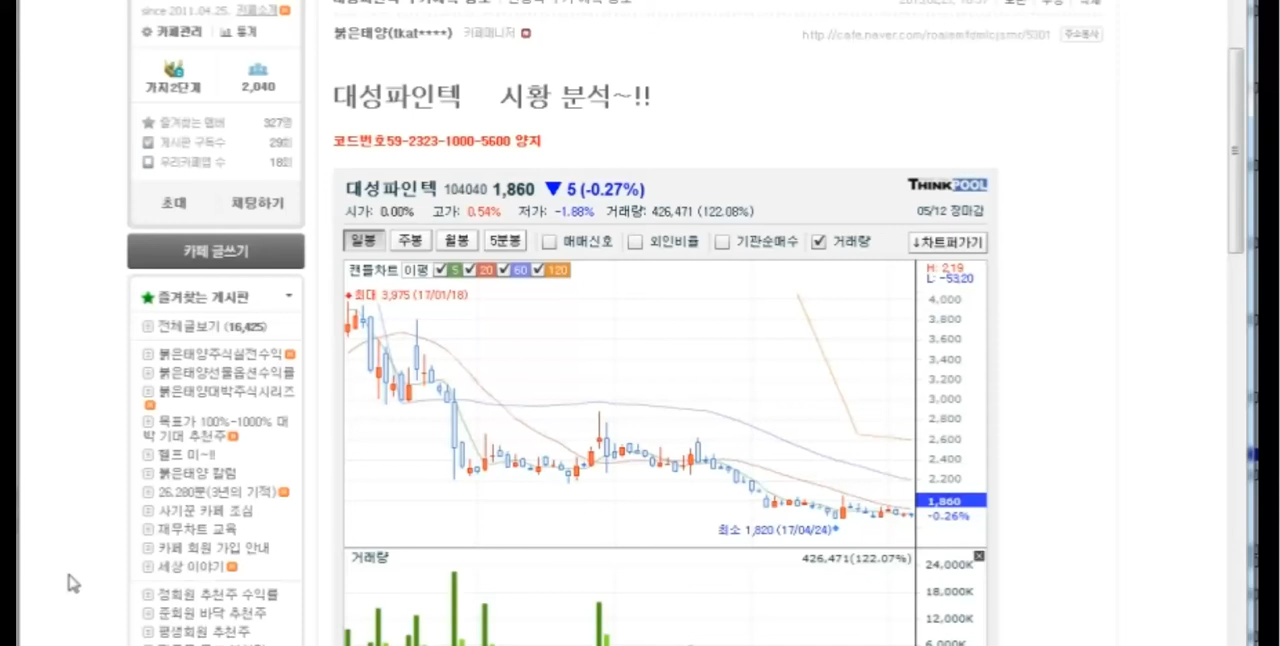 since 2011.04.25. 카페소개
카페관리 통계
가지2단계 2,040
즐겨찾는 멤버 327명
게시판 구독수 29회
우리카페앱 수 18회
초대 채팅하기
카페 글쓰기
즐겨찾는 게시판
전체글보기 (16,425)
붉은태양주식실전수익
붉은태양선물옵션수익률
붉은태양대박주식시리즈
목표가 100%-1000% 대
박 기대 추천주
헬프 미~!!
붉은태양 칼럼
26,280분(3년의 기적)
사기꾼 카페 조심
재무차트 교육
카페 회원 가입 안내
세상 이야기
정회원 추천주 수익률
준회원 바닥 추천주
평생회원 추천주
붉은태양(tkat****) 카페매니저
주소복사
대성파인텍 시황 분석~!!
코드번호59-2323-1000-5600 양지
대성파인텍 104040 1,860 ▼ 5 (-0.27%)
THINKPOOL
시가: 0.00% 고가: 0.54% 저가: -1.88% 거래량: 426,471 (122.08%)
05/12 장마감
일봉 주봉 월봉 5분봉 매매신호 외인비율 기관순매수 거래량 ↓차트퍼가기
캔들차트 이평 5 20 60 120
H: 2.19
L: -53.20
최대 3,975 (17/01/18)
4,000
3,800
3,600
3,400
3,200
3,000
2,800
2,600
2,400
2,200
1,860
-0.26%
최소 1,820 (17/04/24)
거래량 426,471(122.07%)
24,000K
18,000K
12,000K
6,000K